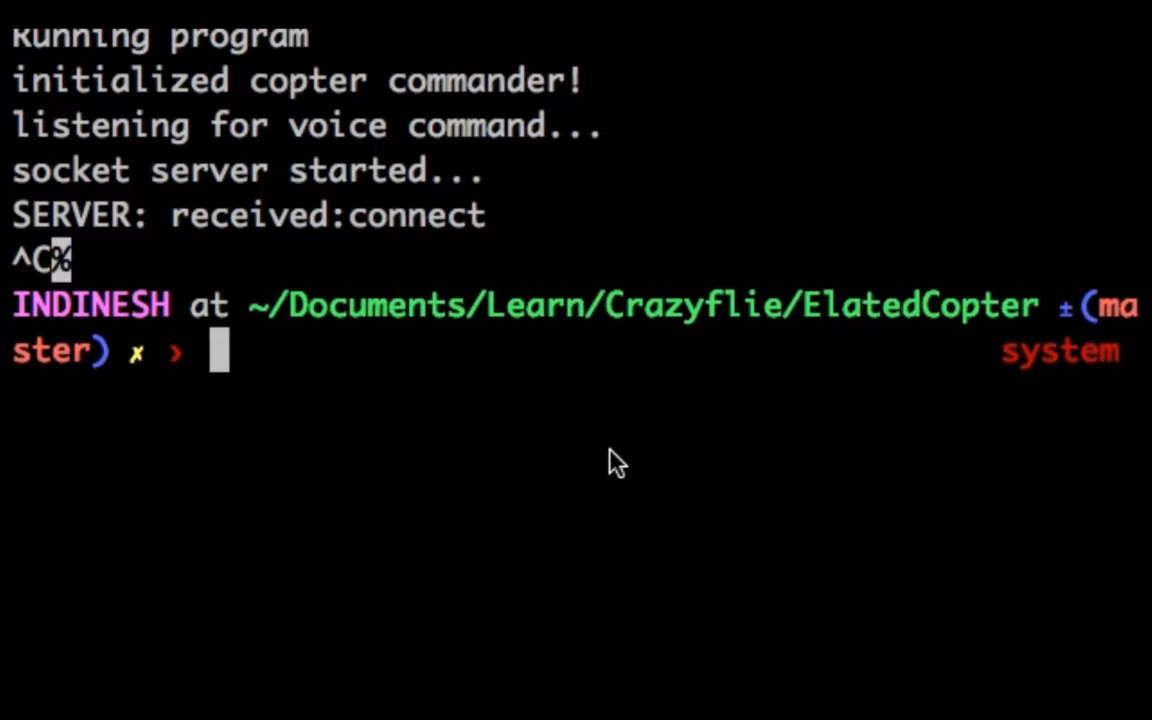 Running program
initialized copter commander!
listening for voice command...
socket server started...
SERVER: received:connect
^C%
INDINESH at ~/Documents/Learn/Crazyflie/ElatedCopter ±(ma
ster) ✗ › system